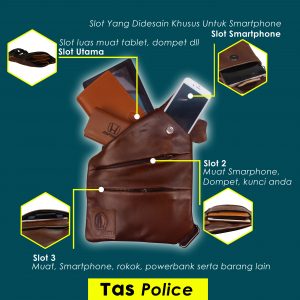 Slot Yang Didesain Khusus Untuk Smartphone
Slot Smartphone
Slot luas muat tablet, dompet dll
Slot Utama
HONDA
Slot 2
Muat Smarphone,
Dompet, kunci anda
Slot 3
Muat, Smartphone, rokok, powerbank serta barang lain
Tas Police